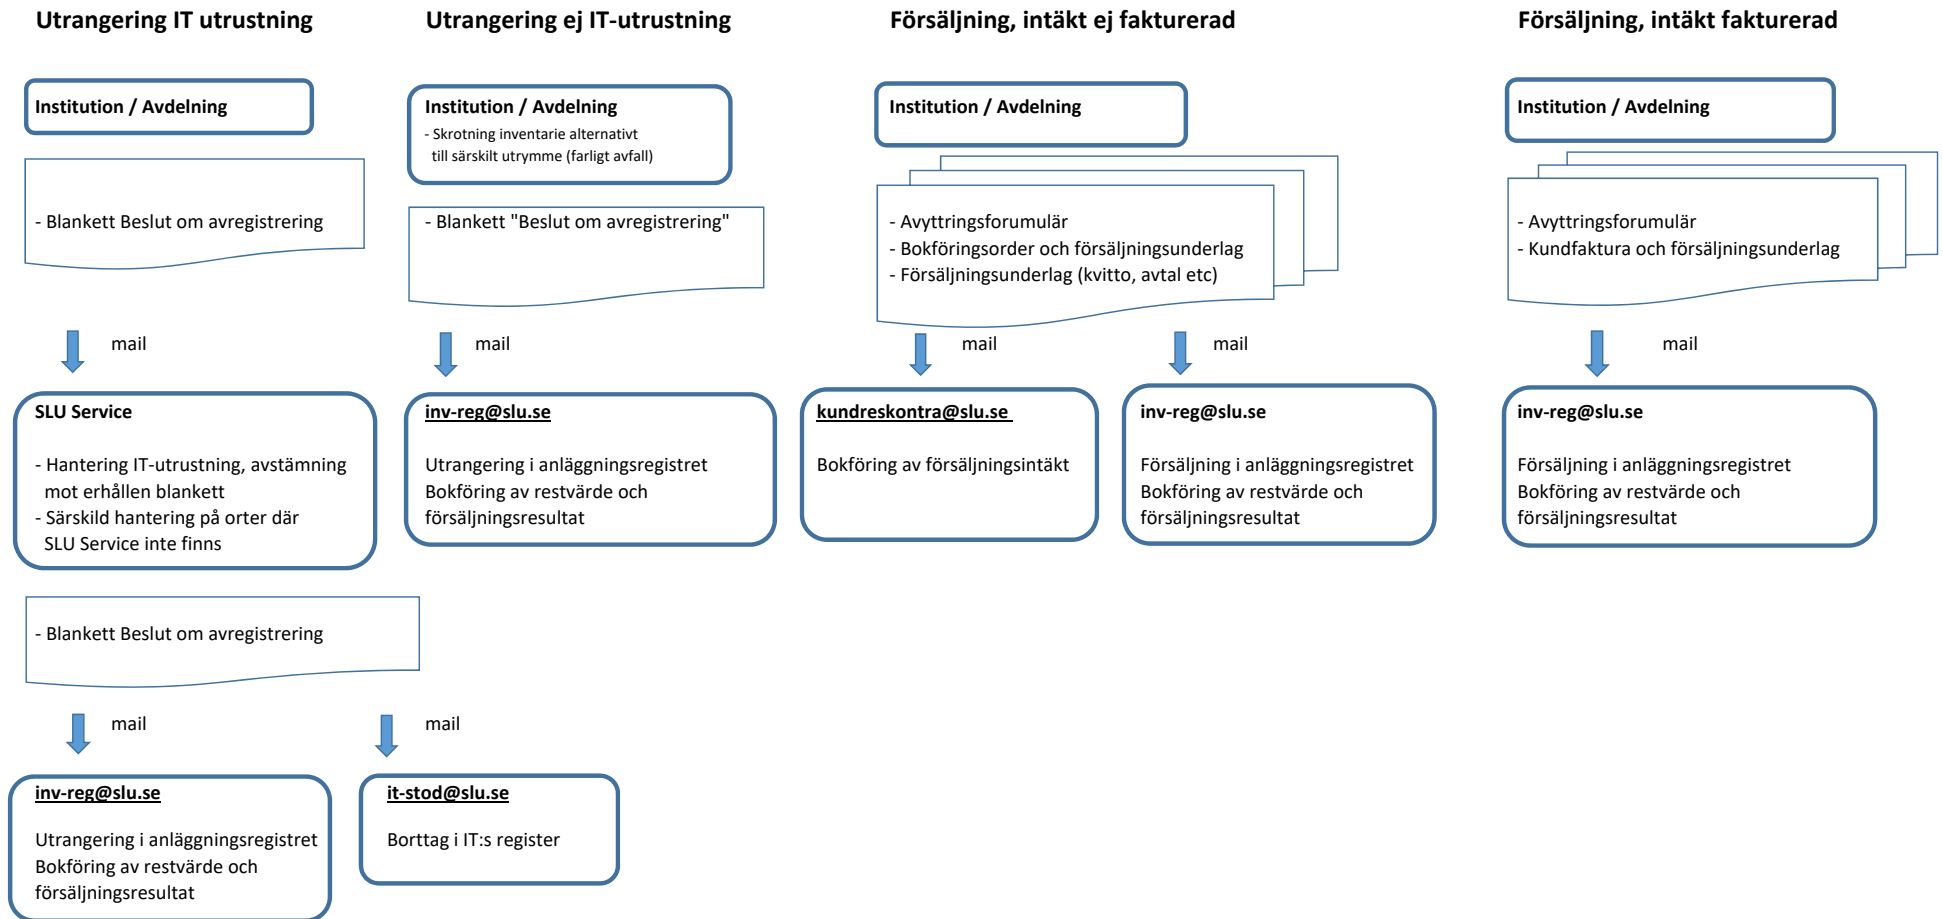 Utrangering IT utrustning
Institution / Avdelning
- Blankett Beslut om avregistrering
mail
SLU Service
- Hantering IT-utrustning, avstämning
mot erhållen blankett
- Särskild hantering på orter där
SLU Service inte finns
- Blankett Beslut om avregistrering
mail
mail
inv-reg@slu.se
Utrangering i anläggningsregistret
Bokföring av restvärde och
försäljningsresultat
it-stod@slu.se
Borttag i IT:s register
Utrangering ej IT-utrustning
Institution / Avdelning
- Skrotning inventarie alternativt
till särskilt utrymme (farligt avfall)
- Blankett "Beslut om avregistrering"
mail
inv-reg@slu.se
Utrangering i anläggningsregistret
Bokföring av restvärde och
försäljningsresultat
Försäljning, intäkt ej fakturerad
Institution / Avdelning
- Avyttringsforumulär
- Bokföringsorder och försäljningsunderlag
- Försäljningsunderlag (kvitto, avtal etc)
mail
mail
kundreskontra@slu.se
Bokföring av försäljningsintäkt
inv-reg@slu.se
Försäljning i anläggningsregistret
Bokföring av restvärde och
försäljningsresultat
Försäljning, intäkt fakturerad
Institution / Avdelning
- Avyttringsforumulär
- Kundfaktura och försäljningsunderlag
mail
inv-reg@slu.se
Försäljning i anläggningsregistret
Bokföring av restvärde och
försäljningsresultat